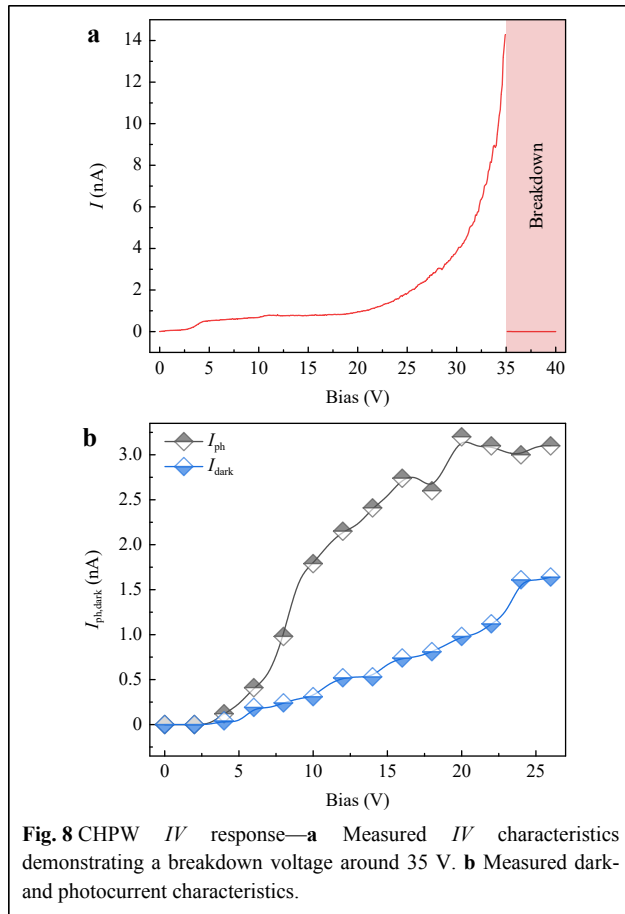 a
14
12
10
8
6
4
2
0
I (nA)
Breakdown
0 5 10 15 20 25 30 35 40
Bias (V)
b
I_ph
I_dark
3.0
2.5
2.0
1.5
1.0
0.5
0
I_ph,dark (nA)
0 5 10 15 20 25
Bias (V)
Fig. 8 CHPW IV response—a Measured IV characteristics
demonstrating a breakdown voltage around 35 V. b Measured dark-
and photocurrent characteristics.